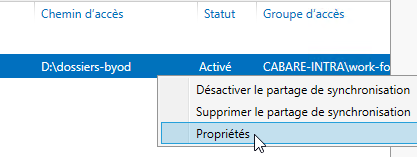 Chemin d'accès Statut Groupe d'accès
D:\dossiers-byod Activé CABARE-INTRA\work-fo
Désactiver le partage de synchronisation
Supprimer le partage de synchronisation
Propriétés